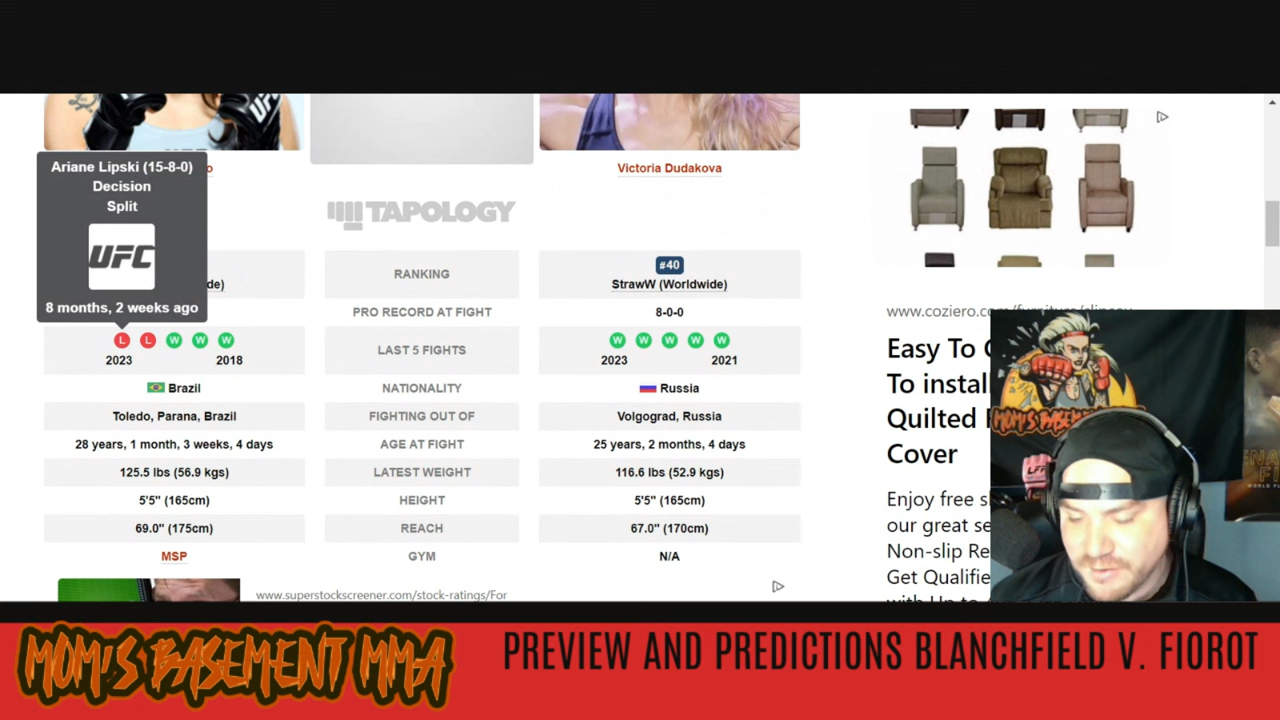 UFC
Ariane Lipski (15-8-0)
Decision
Split
UFC
8 months, 2 weeks ago
o
Victoria Dudakova
TAPOLOGY
de)
RANKING
#40
StrawW (Worldwide)
PRO RECORD AT FIGHT
8-0-0
L L W W W
2023 2018
LAST 5 FIGHTS
W W W W W
2023 2021
Brazil
NATIONALITY
Russia
Toledo, Parana, Brazil
FIGHTING OUT OF
Volgograd, Russia
28 years, 1 month, 3 weeks, 4 days
AGE AT FIGHT
25 years, 2 months, 4 days
125.5 lbs (56.9 kgs)
LATEST WEIGHT
116.6 lbs (52.9 kgs)
5'5" (165cm)
HEIGHT
5'5" (165cm)
69.0" (175cm)
REACH
67.0" (170cm)
MSP
GYM
N/A
www.superstockscreener.com/stock-ratings/For
Easy To
To instal
Quilted
Cover
Enjoy free s
our great se
Non-slip Re
Get Qualifie
MOM'S BASEMENT
UFC
MOM'S BASEMENT MMA
PREVIEW AND PREDICTIONS BLANCHFIELD V. FIOROT